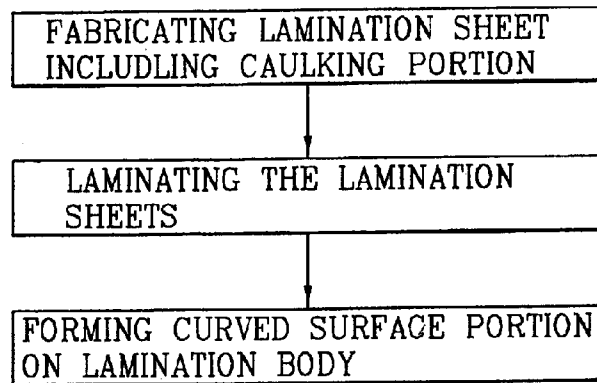 FABRICATING LAMINATION SHEET
INCLUDLING CAULKING PORTION
LAMINATING THE LAMINATION
SHEETS
FORMING CURVED SURFACE PORTION
ON LAMINATION BODY